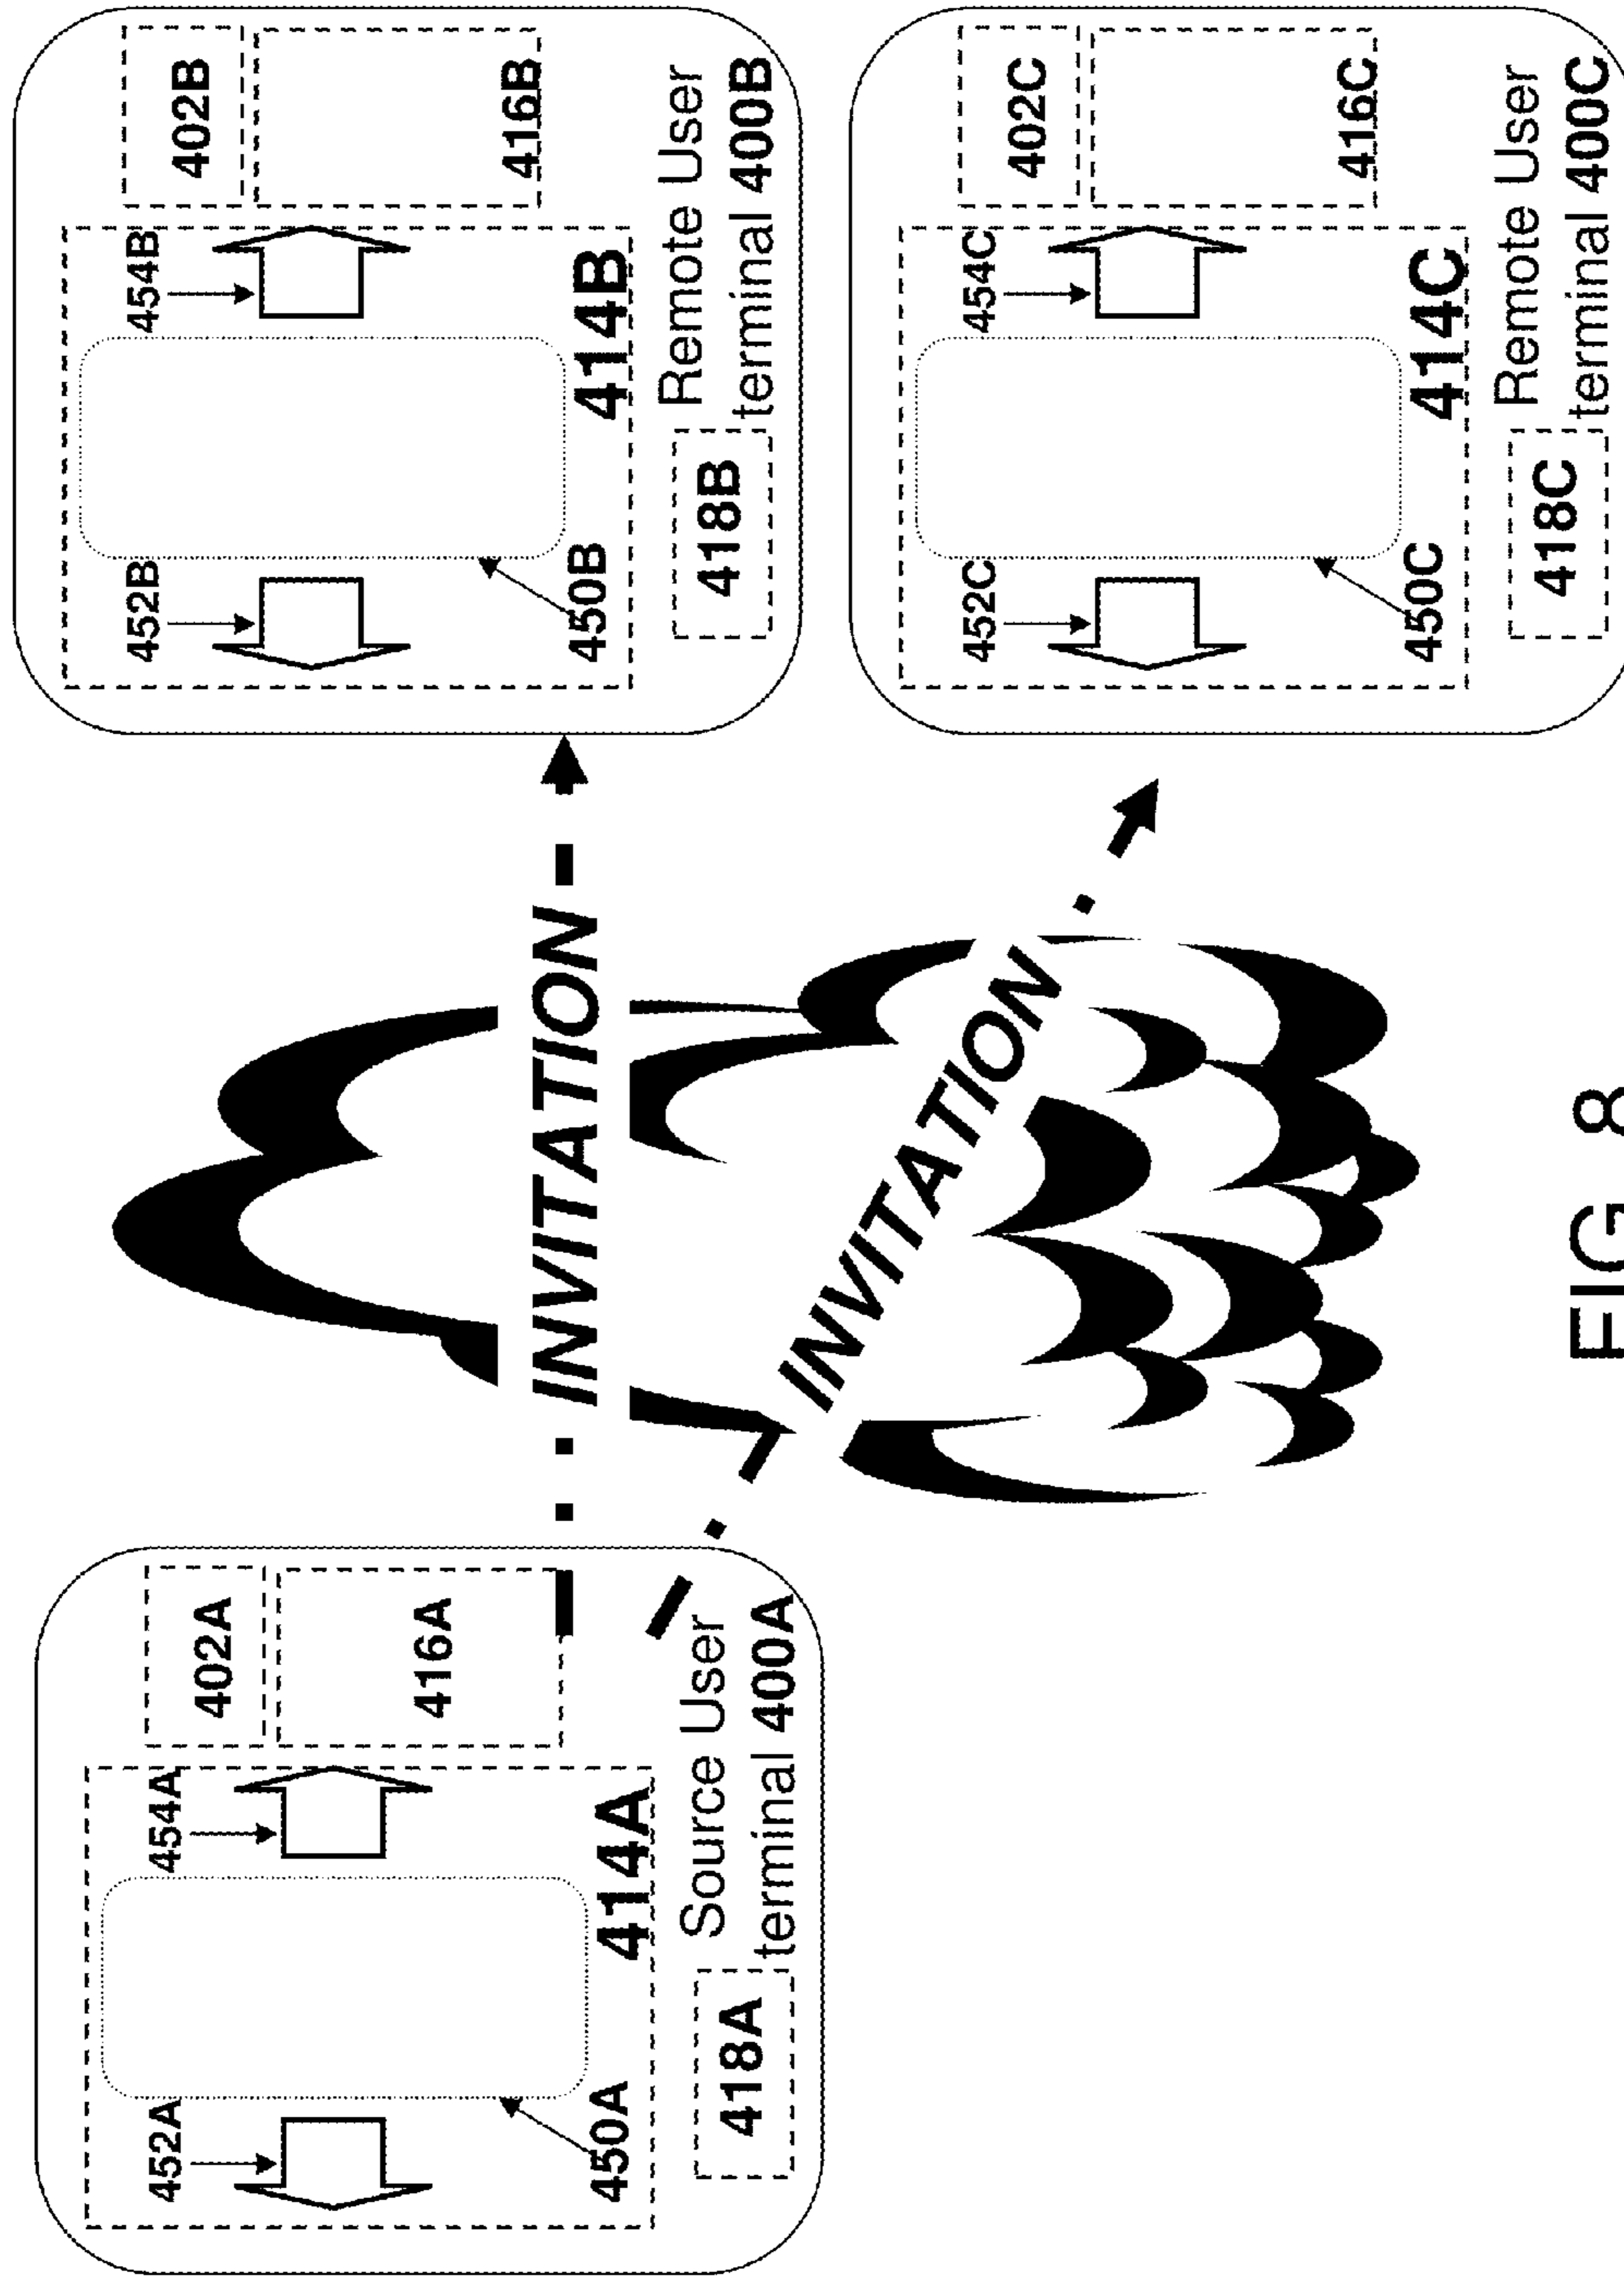 452A
454A
402A
416A
450A
414A
418A
Source User
terminal 400A
INVITATION
INVITATION
452B
454B
402B
416B
450B
414B
418B
Remote User
terminal 400B
452C
454C
402C
416C
450C
414C
418C
Remote User
terminal 400C
FIG. 8